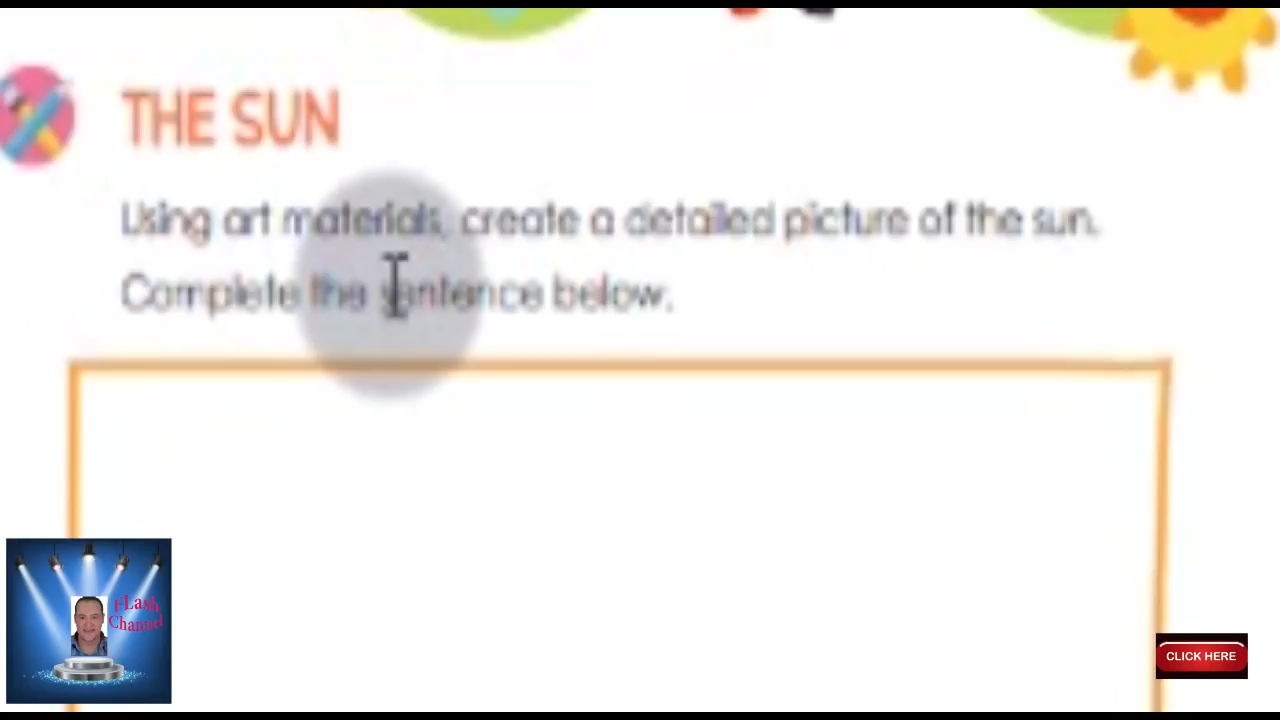 THE SUN
Using art materials, create a detailed picture of the sun.
Complete the sentence below.
FLash
Channel
CLICK HERE